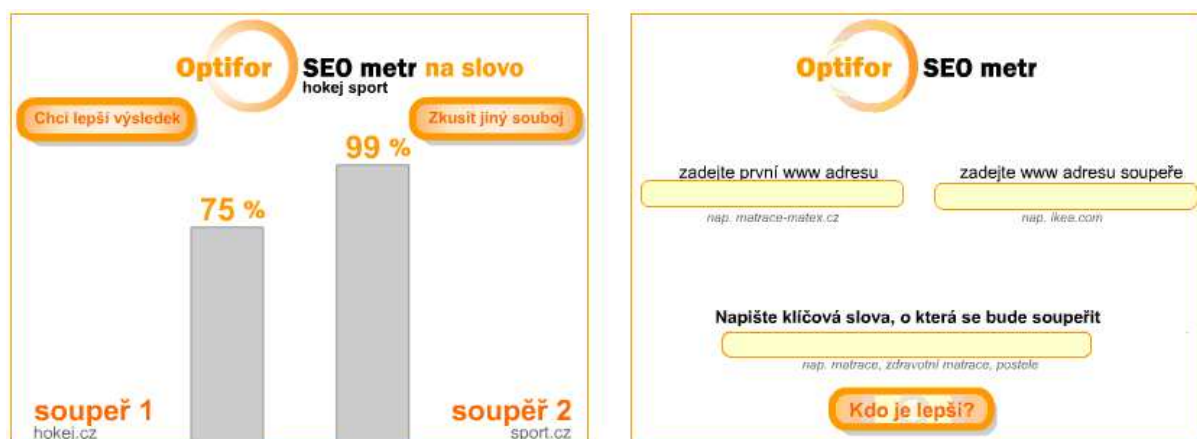 Optifor SEO metr na slovo
hokej sport
Chci lepší výsledek
Zkusit jiný souboj
99 %
75 %
soupeř 1
hokej.cz
soupěř 2
sport.cz
Optifor SEO metr
zadejte první www adresu
zadejte www adresu soupeře
nap. matrace-matex.cz
nap. ikea.com
Napište klíčová slova, o která se bude soupeřit
nap. matrace, zdravotní matrace, postele
Kdo je lepší?